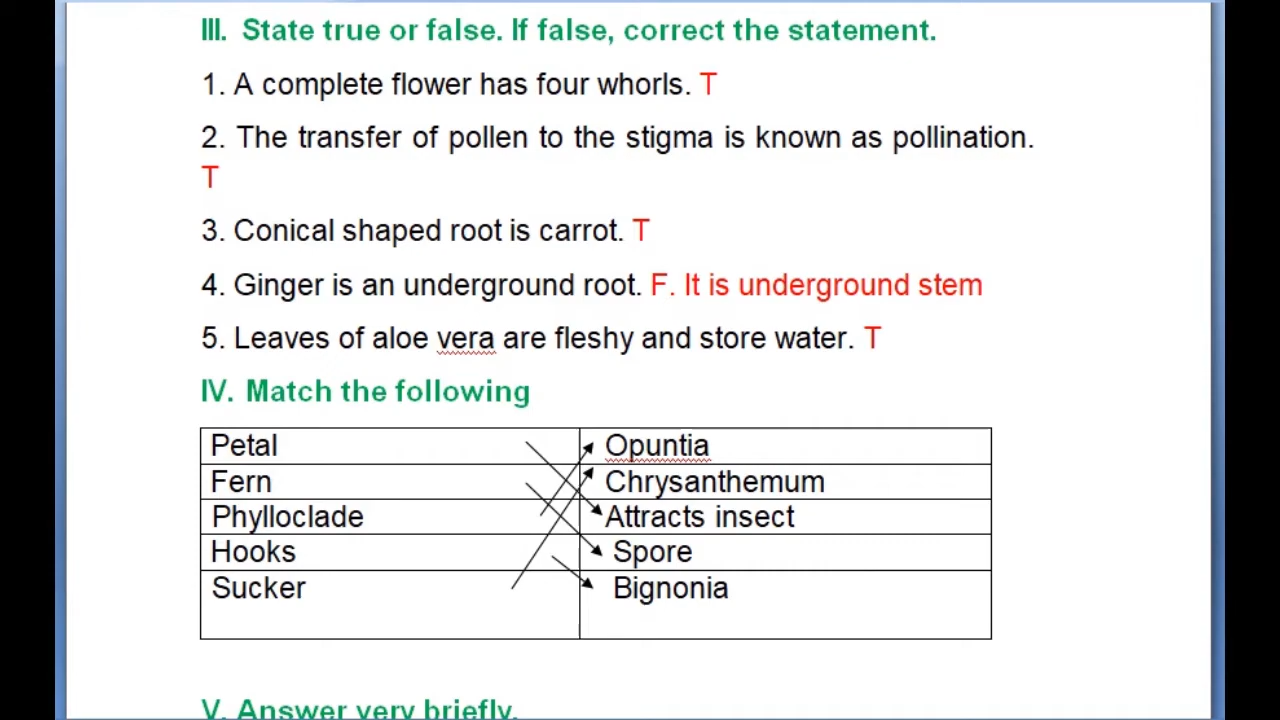 III. State true or false. If false, correct the statement.
1. A complete flower has four whorls. T
2. The transfer of pollen to the stigma is known as pollination.
T
3. Conical shaped root is carrot. T
4. Ginger is an underground root. F. It is underground stem
5. Leaves of aloe vera are fleshy and store water. T
IV. Match the following
Petal Opuntia
Fern Chrysanthemum
Phylloclade Attracts insect
Hooks Spore
Sucker Bignonia
V. Answer very briefly.